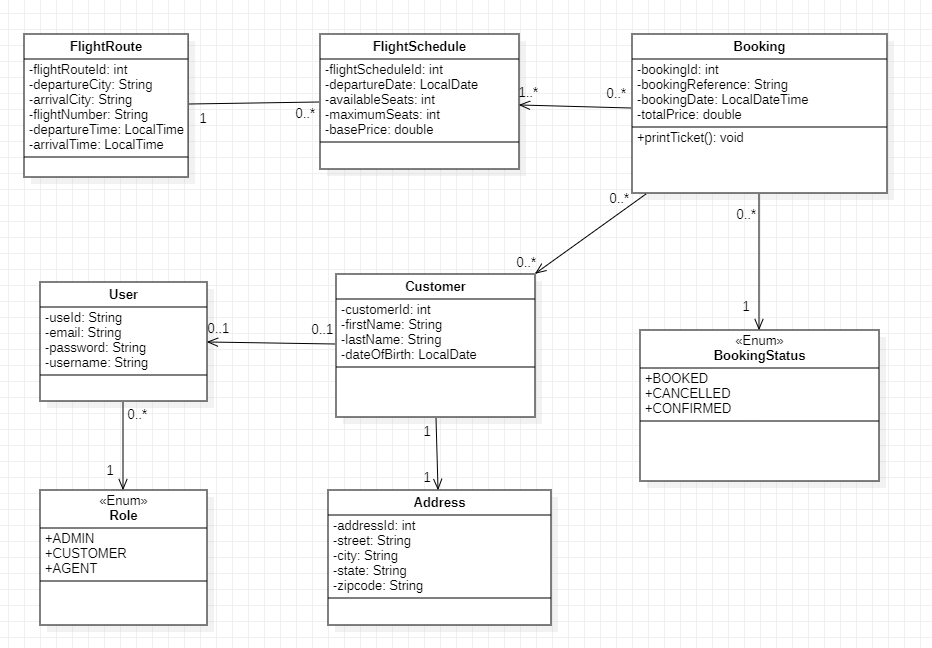 FlightRoute
-flightRouteId: int
-departureCity: String
-arrivalCity: String
-flightNumber: String
-departureTime: LocalTime
-arrivalTime: LocalTime
1
0..*
FlightSchedule
-flightScheduleId: int
-departureDate: LocalDate
-availableSeats: int
-maximumSeats: int
-basePrice: double
1..*
0..*
Booking
-bookingId: int
-bookingReference: String
-bookingDate: LocalDateTime
-totalPrice: double
+printTicket(): void
0..*
0..*
0..*
1
User
-useId: String
-email: String
-password: String
-username: String
0..1
0..1
Customer
-customerId: int
-firstName: String
-lastName: String
-dateOfBirth: LocalDate
«Enum»
BookingStatus
+BOOKED
+CANCELLED
+CONFIRMED
0..*
1
1
1
«Enum»
Role
+ADMIN
+CUSTOMER
+AGENT
Address
-addressId: int
-street: String
-city: String
-state: String
-zipcode: String